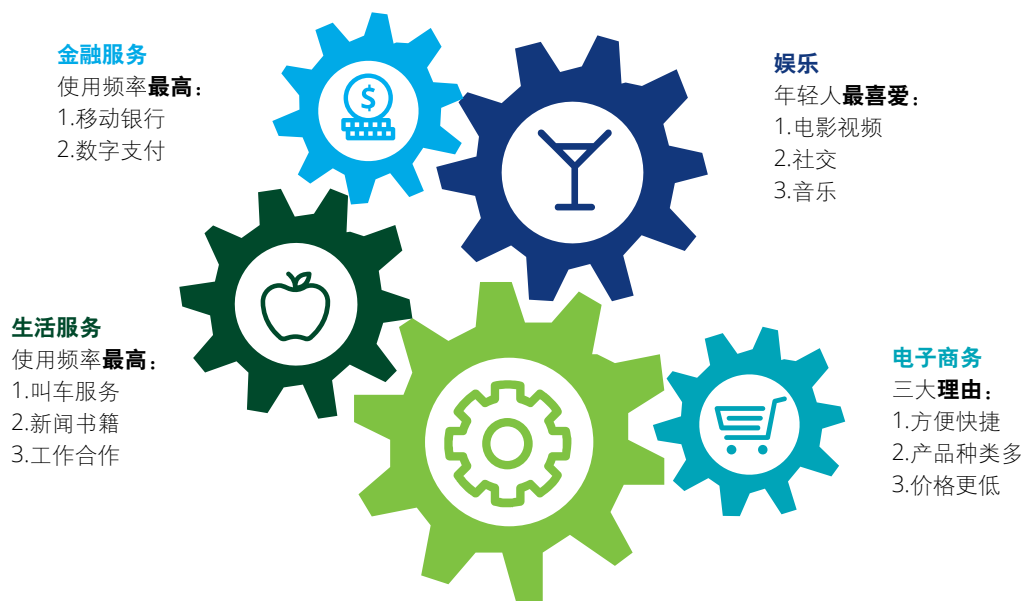 金融服务
使用频率最高：
1.移动银行
2.数字支付
娱乐
年轻人最喜爱：
1.电影视频
2.社交
3.音乐
生活服务
使用频率最高：
1.叫车服务
2.新闻书籍
3.工作合作
电子商务
三大理由：
1.方便快捷
2.产品种类多
3.价格更低
$